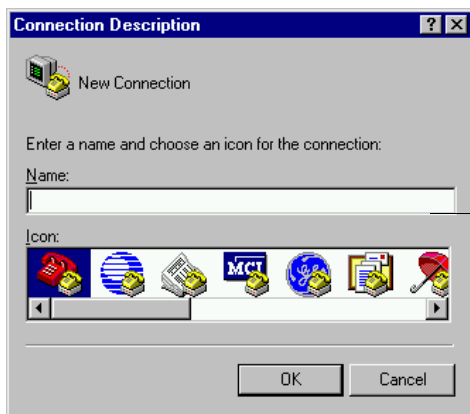 Connection Description
New Connection
Enter a name and choose an icon for the connection:
Name:
Icon:
MCI
OK
Cancel